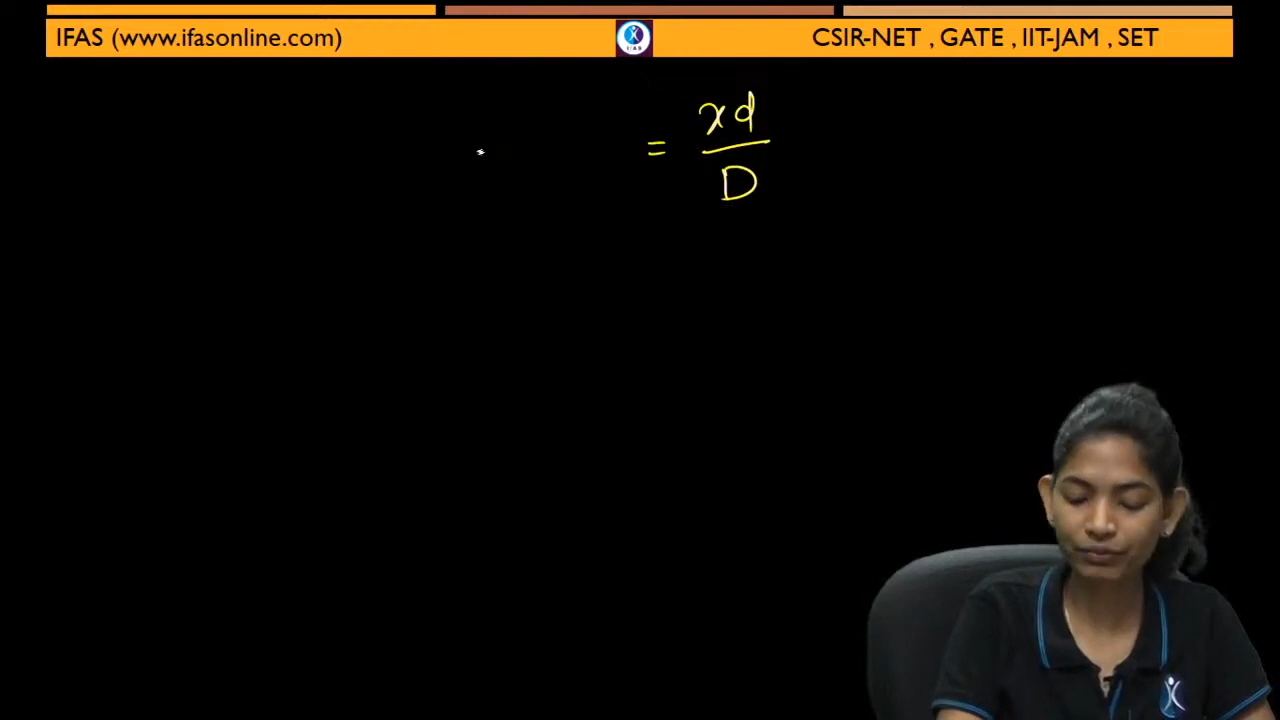 IFAS (www.ifasonline.com) CSIR-NET , GATE , IIT-JAM , SET
= xd/D